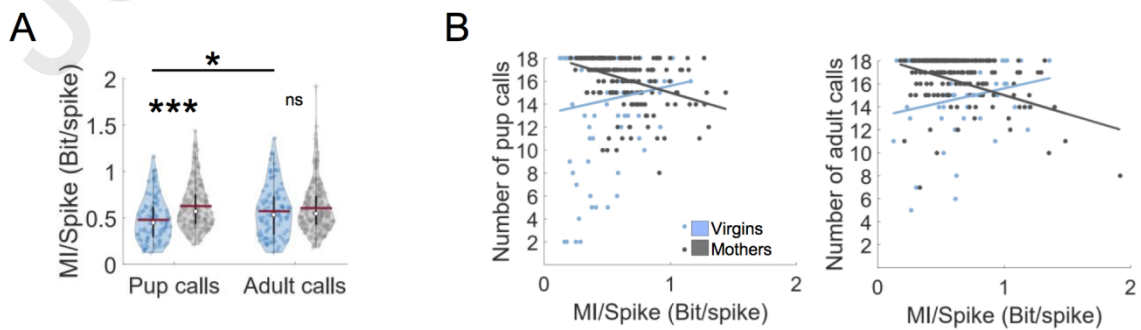 A
*
2
1.5
1
0.5
0
MI/Spike (Bit/spike)
***
ns
Pup calls
Adult calls
B
18
16
14
12
10
8
6
4
2
Number of pup calls
0
1
2
MI/Spike (Bit/spike)
Virgins
Mothers
18
16
14
12
18
8
6
4
2
Number of adult calls
0
1
2
MI/Spike (Bit/spike)